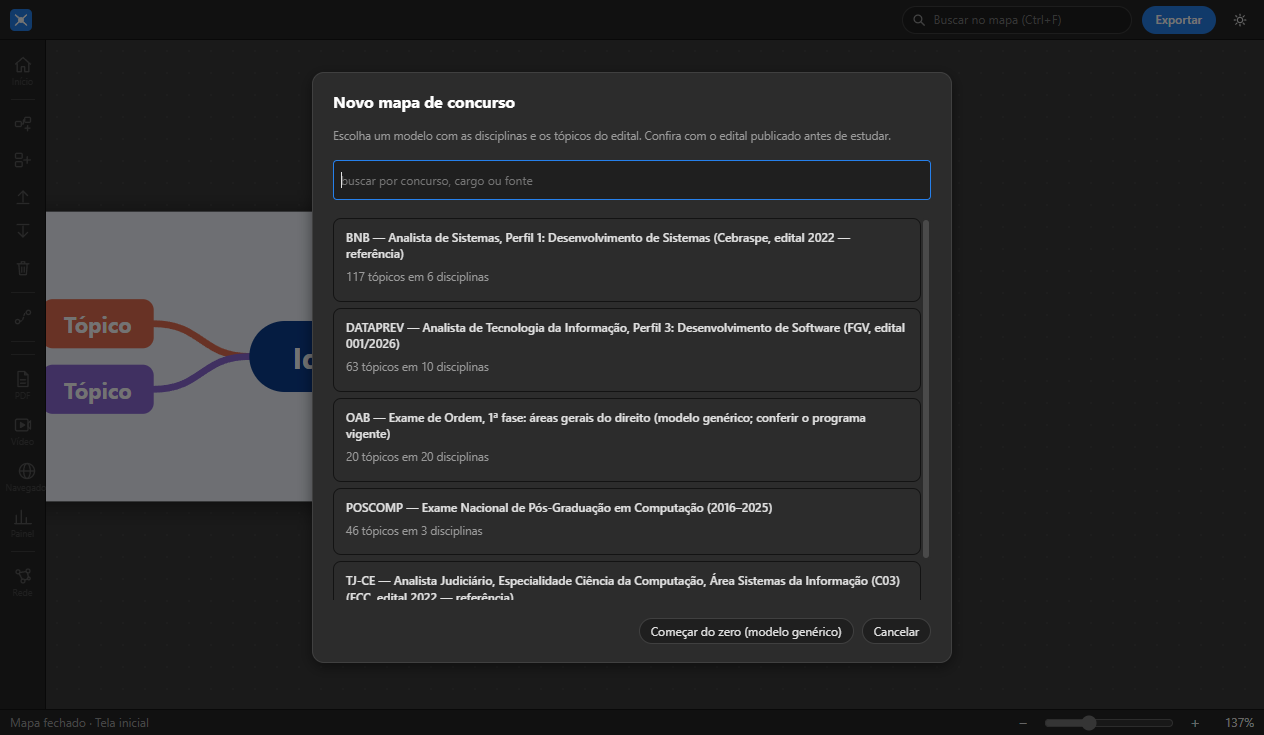 Buscar no mapa (Ctrl+F)
Exportar
Início
Novo mapa de concurso
Escolha um modelo com as disciplinas e os tópicos do edital. Confira com o edital publicado antes de estudar.
buscar por concurso, cargo ou fonte
BNB — Analista de Sistemas, Perfil 1: Desenvolvimento de Sistemas (Cebraspe, edital 2022 —
referência)
117 tópicos em 6 disciplinas
DATAPREV — Analista de Tecnologia da Informação, Perfil 3: Desenvolvimento de Software (FGV, edital
001/2026)
63 tópicos em 10 disciplinas
OAB — Exame de Ordem, 1ª fase: áreas gerais do direito (modelo genérico; conferir o programa
vigente)
20 tópicos em 20 disciplinas
POSCOMP — Exame Nacional de Pós-Graduação em Computação (2016–2025)
46 tópicos em 3 disciplinas
TJ-CE — Analista Judiciário, Especialidade Ciência da Computação, Área Sistemas da Informação (C03)
(FCC, edital 2022 — referência)
Começar do zero (modelo genérico)
Cancelar
Tópico
Tópico
PDF
Vídeo
Navegado
Painel
Rede
Mapa fechado · Tela inicial
137%